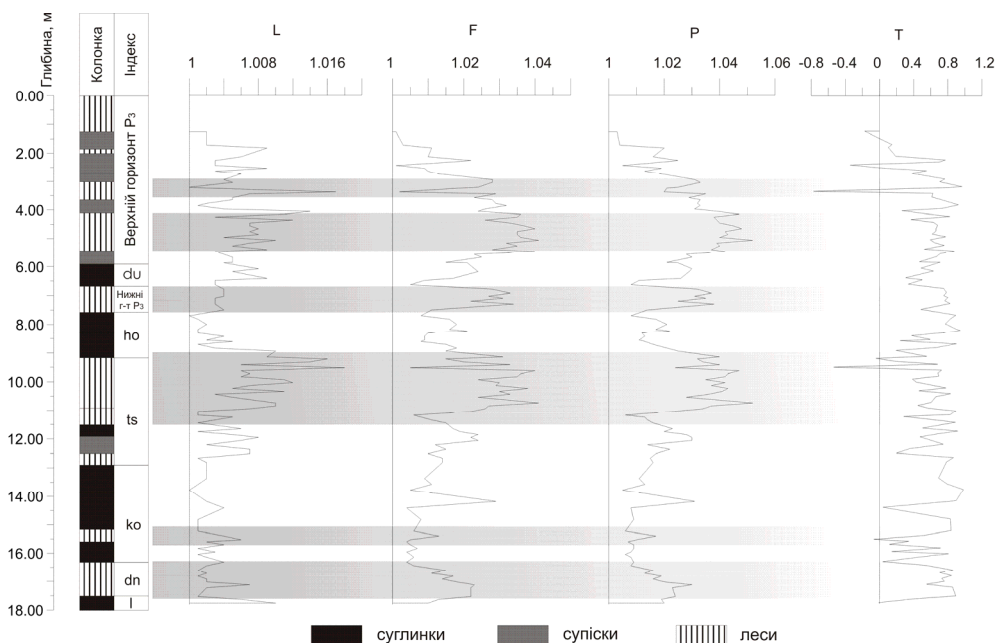 Глибина, м
Колонка
Індекс
L
F
P
T
1
1.008
1.016
1
1.02
1.04
1
1.02
1.04
1.06
-0.8
-0.4
0
0.4
0.8
1.2
0.00
2.00
4.00
6.00
8.00
10.00
12.00
14.00
16.00
18.00
Верхній горизонт P₃
du
Нижні
г-т P₃
ho
ts
ko
dn
l
суглинки
супіски
леси